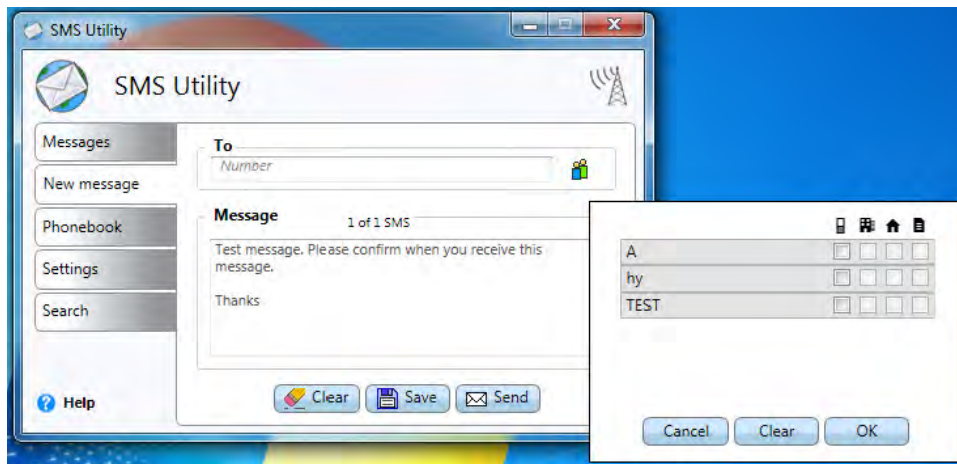 SMS Utility
SMS Utility
Messages
New message
Phonebook
Settings
Search
Help
To
Number
Message
1 of 1 SMS
Test message. Please confirm when you receive this
message.
Thanks
Clear
Save
Send
A
hy
TEST
Cancel
Clear
OK